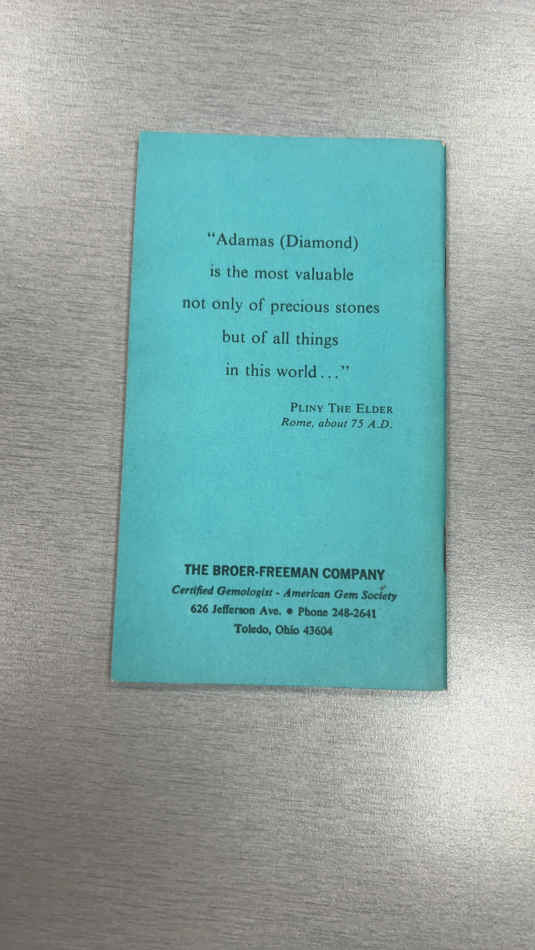 “Adamas (Diamond)
is the most valuable
not only of precious stones
but of all things
in this world...”
PLINY THE ELDER
Rome, about 75 A.D.
THE BROER-FREEMAN COMPANY
Certified Gemologist - American Gem Society
626 Jefferson Ave. • Phone 248-2641
Toledo, Ohio 43604